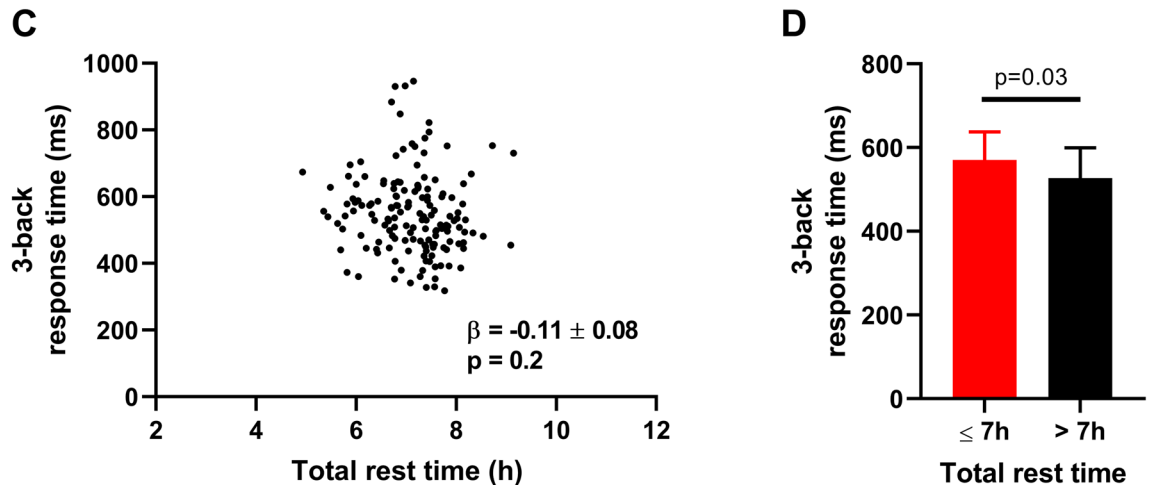 C
1000
800
600
400
200
0
3-back
response time (ms)
β = -0.11 ± 0.08
p = 0.2
2 4 6 8 10 12
Total rest time (h)
D
800
600
400
200
0
3-back
response time (ms)
p=0.03
≤ 7h > 7h
Total rest time